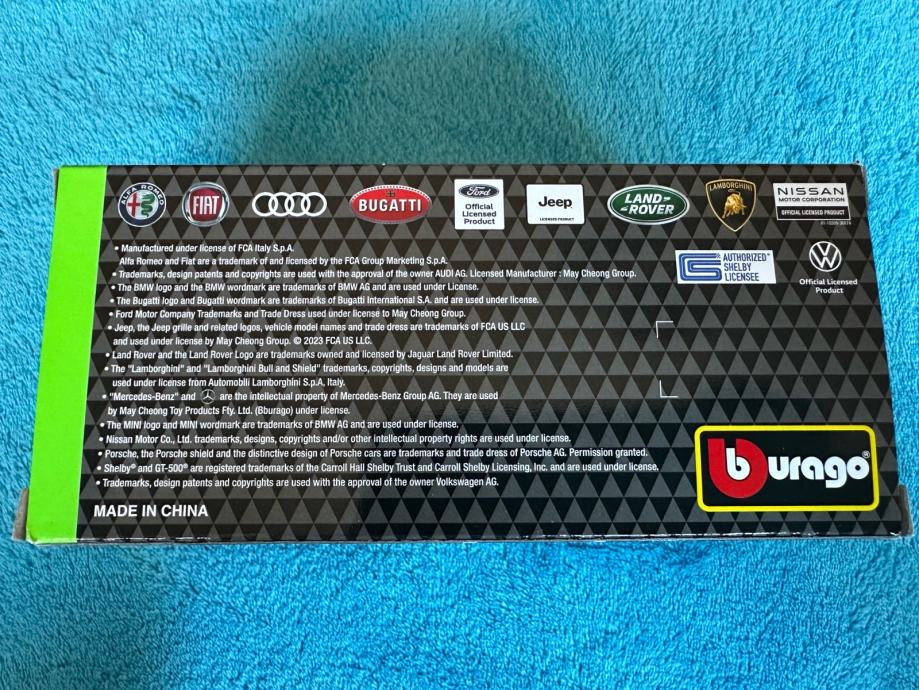 ALFA ROMEO
FIAT
BUGATTI
Ford
Official
Licensed
Product
Jeep
LICENSED PRODUCT
LAND-
ROVER
LAMBORGHINI
NISSAN
MOTOR CORPORATION
OFFICIAL LICENSED PRODUCT
AUTHORIZED
SHELBY
LICENSEE
Official Licensed
Product
• Manufactured under license of FCA Italy S.p.A.
Alfa Romeo and Fiat are a trademark of and licensed by the FCA Group Marketing S.p.A.
• Trademarks, design patents and copyrights are used with the approval of the owner AUDI AG. Licensed Manufacturer : May Cheong Group.
• The BMW logo and the BMW wordmark are trademarks of BMW AG and are used under License.
• The Bugatti logo and Bugatti wordmark are trademarks of Bugatti International S.A. and are used under license.
• Ford Motor Company Trademarks and Trade Dress used under license to May Cheong Group.
• Jeep, the Jeep grille and related logos, vehicle model names and trade dress are trademarks of FCA US LLC
and used under license by May Cheong Group. © 2023 FCA US LLC.
• Land Rover and the Land Rover Logo are trademarks owned and licensed by Jaguar Land Rover Limited.
• The "Lamborghini" and "Lamborghini Bull and Shield" trademarks, copyrights, designs and models are
used under license from Automobili Lamborghini S.p.A, Italy.
• "Mercedes-Benz" and are the intellectual property of Mercedes-Benz Group AG. They are used
by May Cheong Toy Products Fty. Ltd. (Bburago) under license.
• The MINI logo and MINI wordmark are trademarks of BMW AG and are used under license.
• Nissan Motor Co., Ltd. trademarks, designs, copyrights and/or other intellectual property rights are used under license.
• Porsche, the Porsche shield and the distinctive design of Porsche cars are trademarks and trade dress of Porsche AG. Permission granted.
• Shelby® and GT-500® are registered trademarks of the Carroll Hall Shelby Trust and Carroll Shelby Licensing, Inc. and are used under license.
• Trademarks, design patents and copyrights are used with the approval of the owner Volkswagen AG.
MADE IN CHINA
burago®